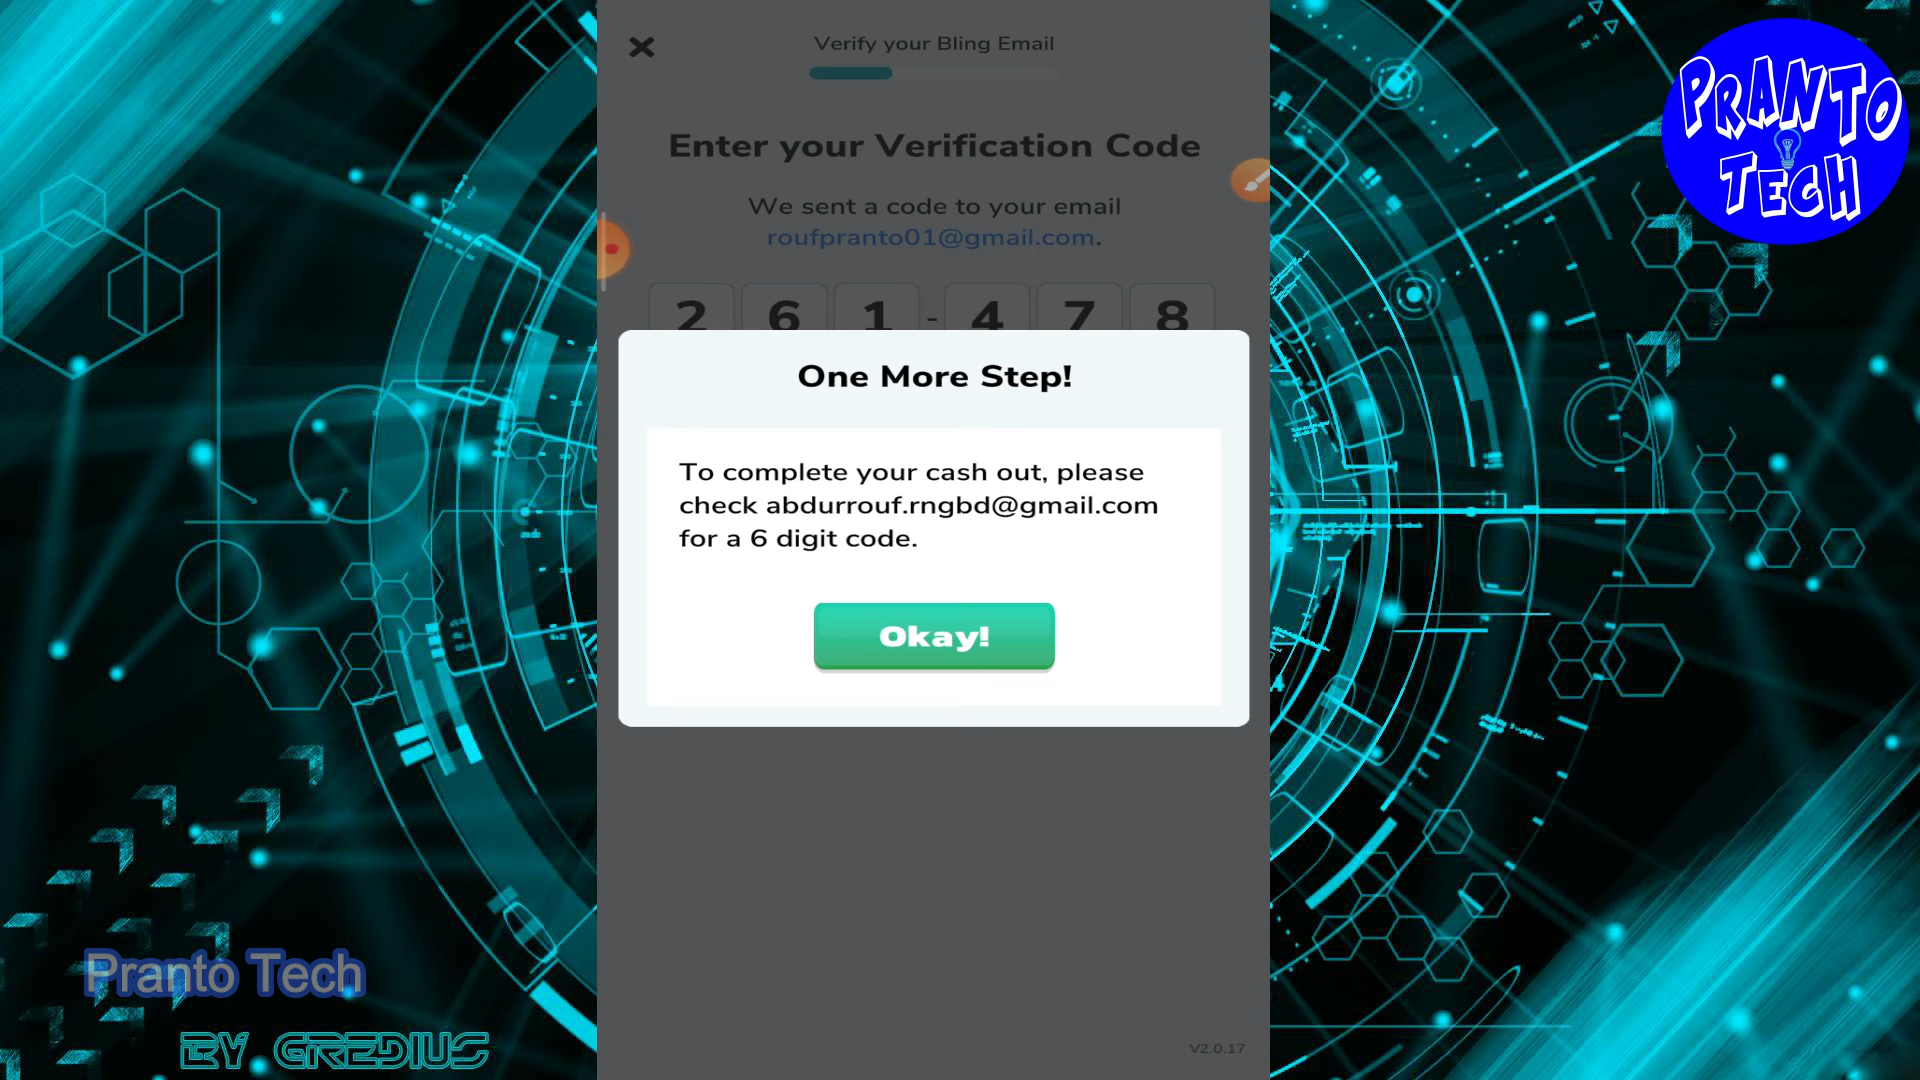 Verify your Bling Email
Enter your Verification Code
We sent a code to your email
roufpranto01@gmail.com.
2 6 1 - 4 7 8
One More Step!
To complete your cash out, please
check abdurrouf.rngbd@gmail.com
for a 6 digit code.
Okay!
V2.0.17
PRANTO
TECH
Pranto Tech
BY GREDIUS